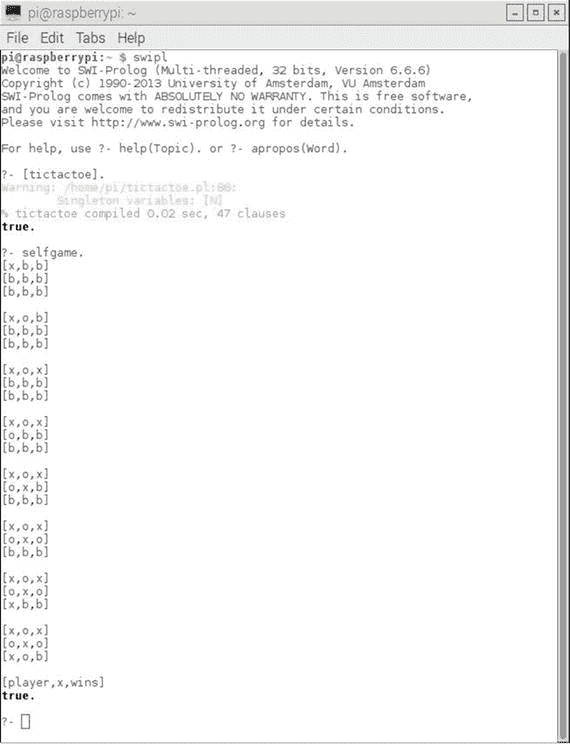 pi@raspberrypi: ~
File Edit Tabs Help
pi@raspberrypi:~ $ swipl
Welcome to SWI-Prolog (Multi-threaded, 32 bits, Version 6.6.6)
Copyright (c) 1990-2013 University of Amsterdam, VU Amsterdam
SWI-Prolog comes with ABSOLUTELY NO WARRANTY. This is free software,
and you are welcome to redistribute it under certain conditions.
Please visit http://www.swi-prolog.org for details.
For help, use ?- help(Topic). or ?- apropos(Word).
?- [tictactoe].
Warning: /home/pi/tictactoe.pl:80:
Singleton variables: [N]
% tictactoe compiled 0.02 sec, 47 clauses
true.
?- selfgame.
[x,b,b]
[b,b,b]
[b,b,b]
[x,o,b]
[b,b,b]
[b,b,b]
[x,o,x]
[b,b,b]
[b,b,b]
[x,o,x]
[o,b,b]
[b,b,b]
[x,o,x]
[o,x,b]
[b,b,b]
[x,o,x]
[o,x,o]
[b,b,b]
[x,o,x]
[o,x,o]
[x,b,b]
[x,o,x]
[o,x,o]
[x,o,b]
[player,x,wins]
true.
?-